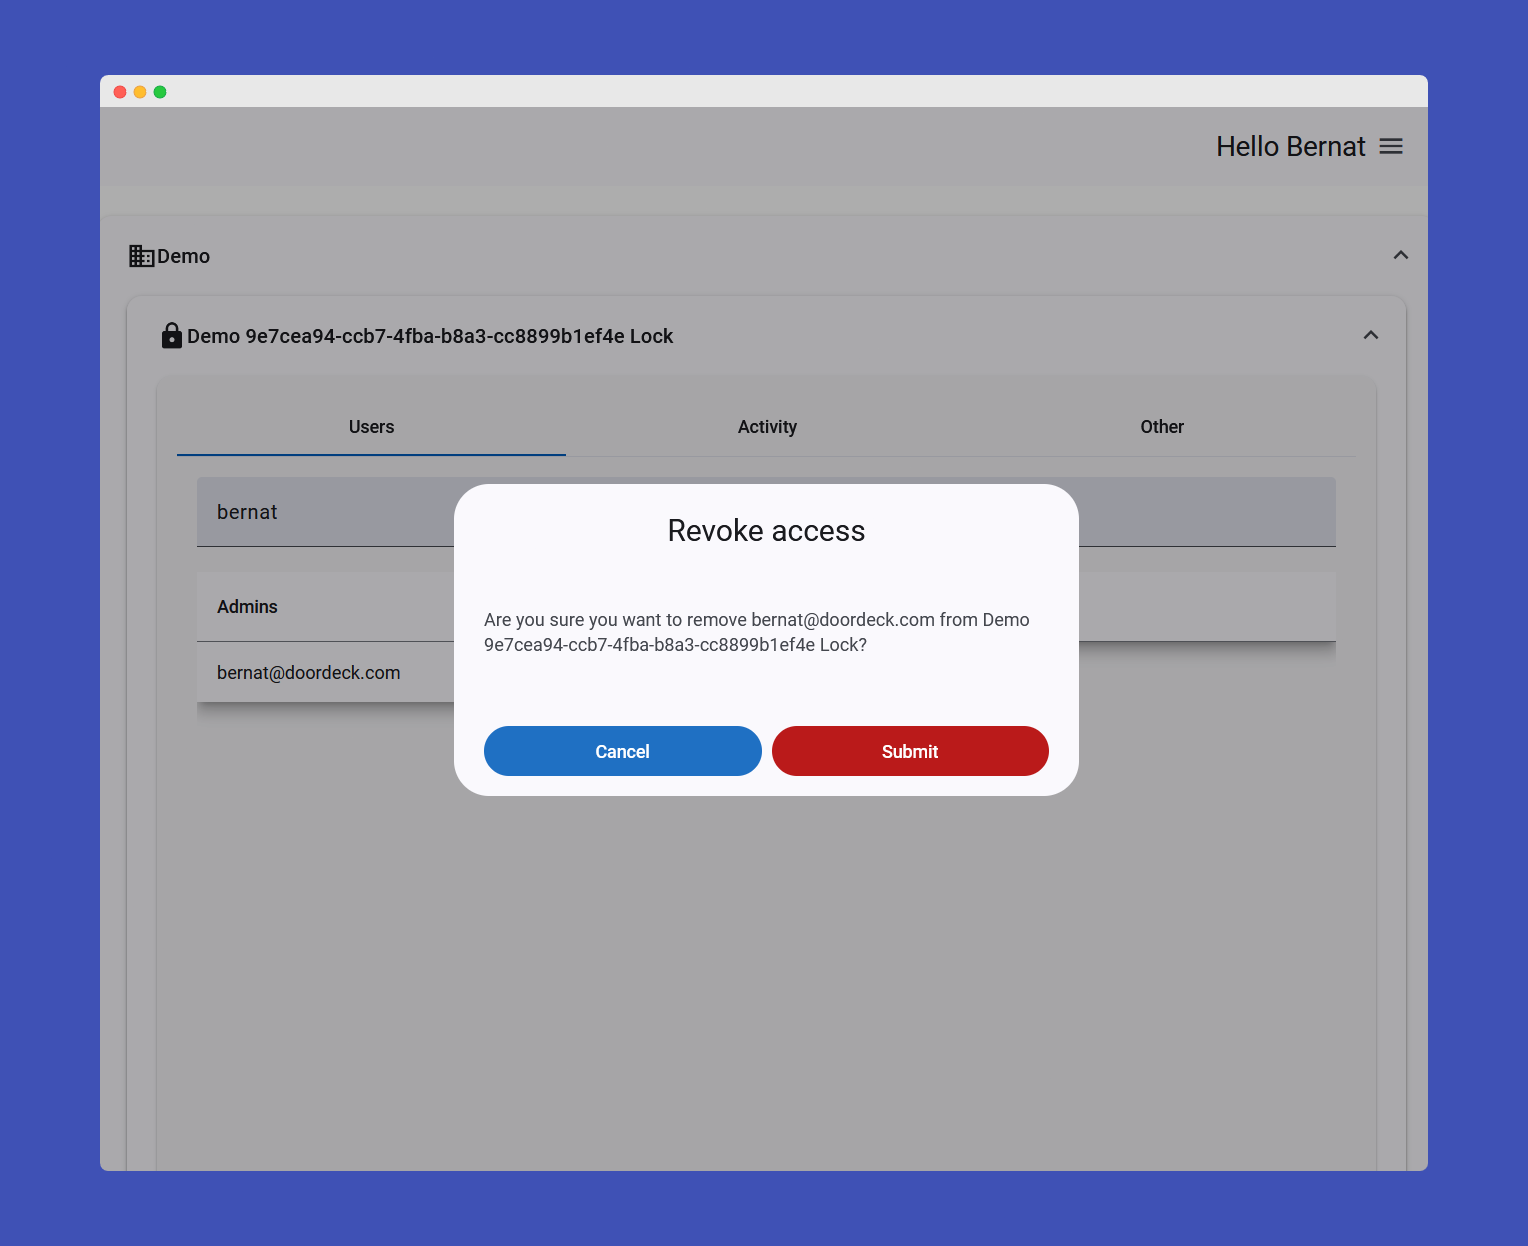 Hello Bernat
Demo
Demo 9e7cea94-ccb7-4fba-b8a3-cc8899b1ef4e Lock
Users
Activity
Other
bernat
Admins
bernat@doordeck.com
Revoke access
Are you sure you want to remove bernat@doordeck.com from Demo
9e7cea94-ccb7-4fba-b8a3-cc8899b1ef4e Lock?
Cancel
Submit